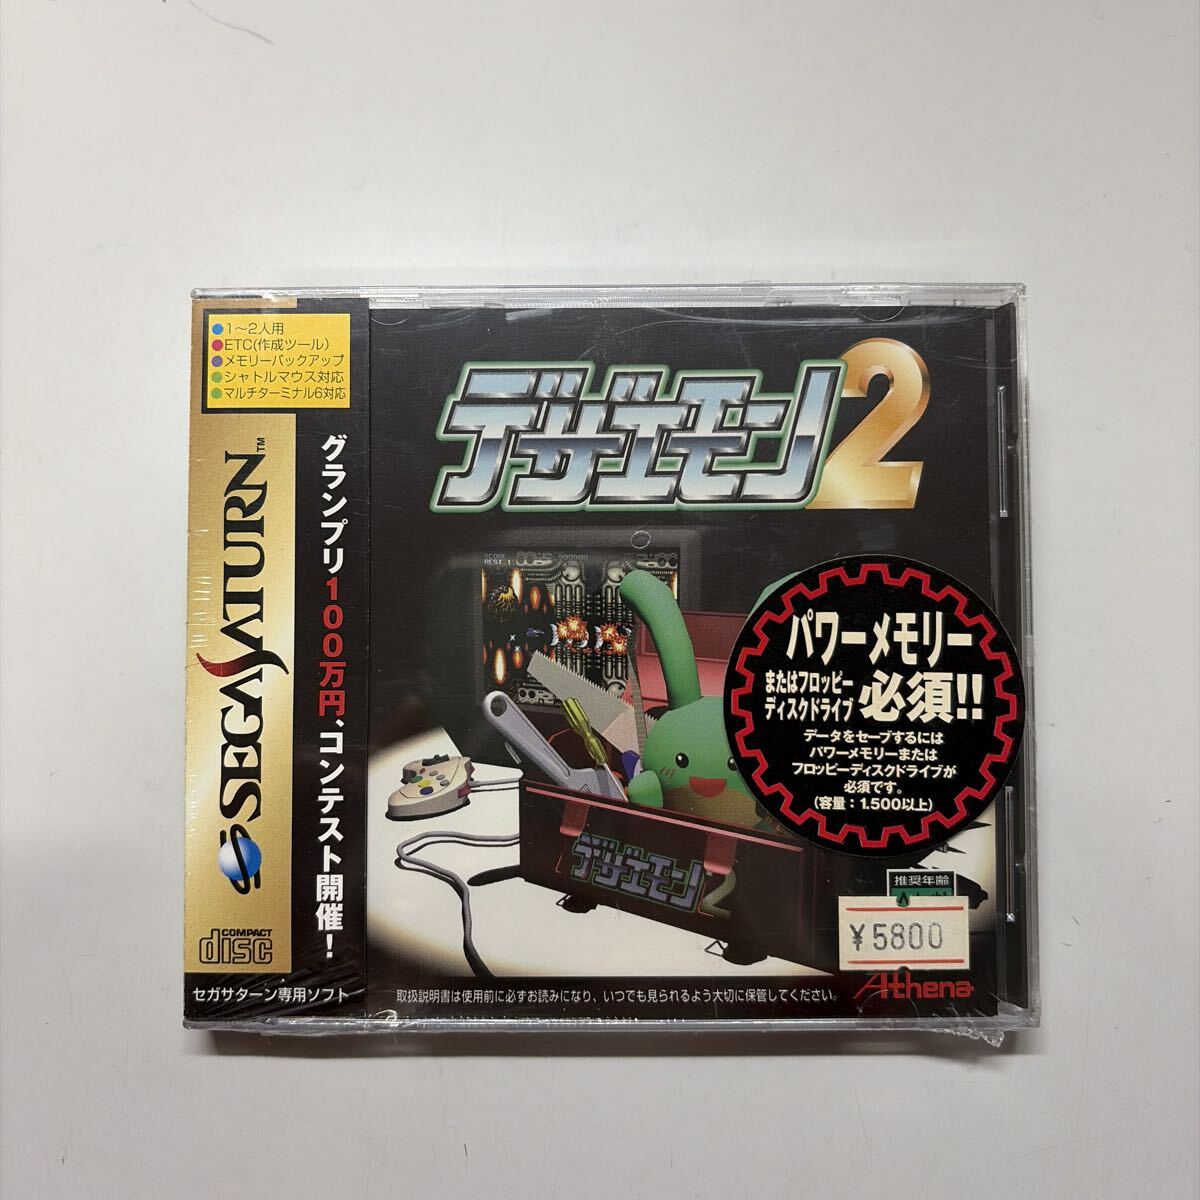 ●1〜2人用
●ETC(作成ツール)
●メモリーバックアップ
●シャトルマウス対応
●マルチターミナル6対応
SEGA SATURN™
グランプリ100万円、コンテスト開催！
COMPACT
disc
セガサターン専用ソフト
デザエモン2
SCORE 999900
REST 1
パワーメモリー
またはフロッピー
ディスクドライブ
必須!!
データをセーブするには
パワーメモリーまたは
フロッピーディスクドライブが
必須です。
(容量：1.500以上)
デザエモン2
推奨年齢
¥5800
Athena
取扱説明書は使用前に必ずお読みになり、いつでも見られるよう大切に保管してください。